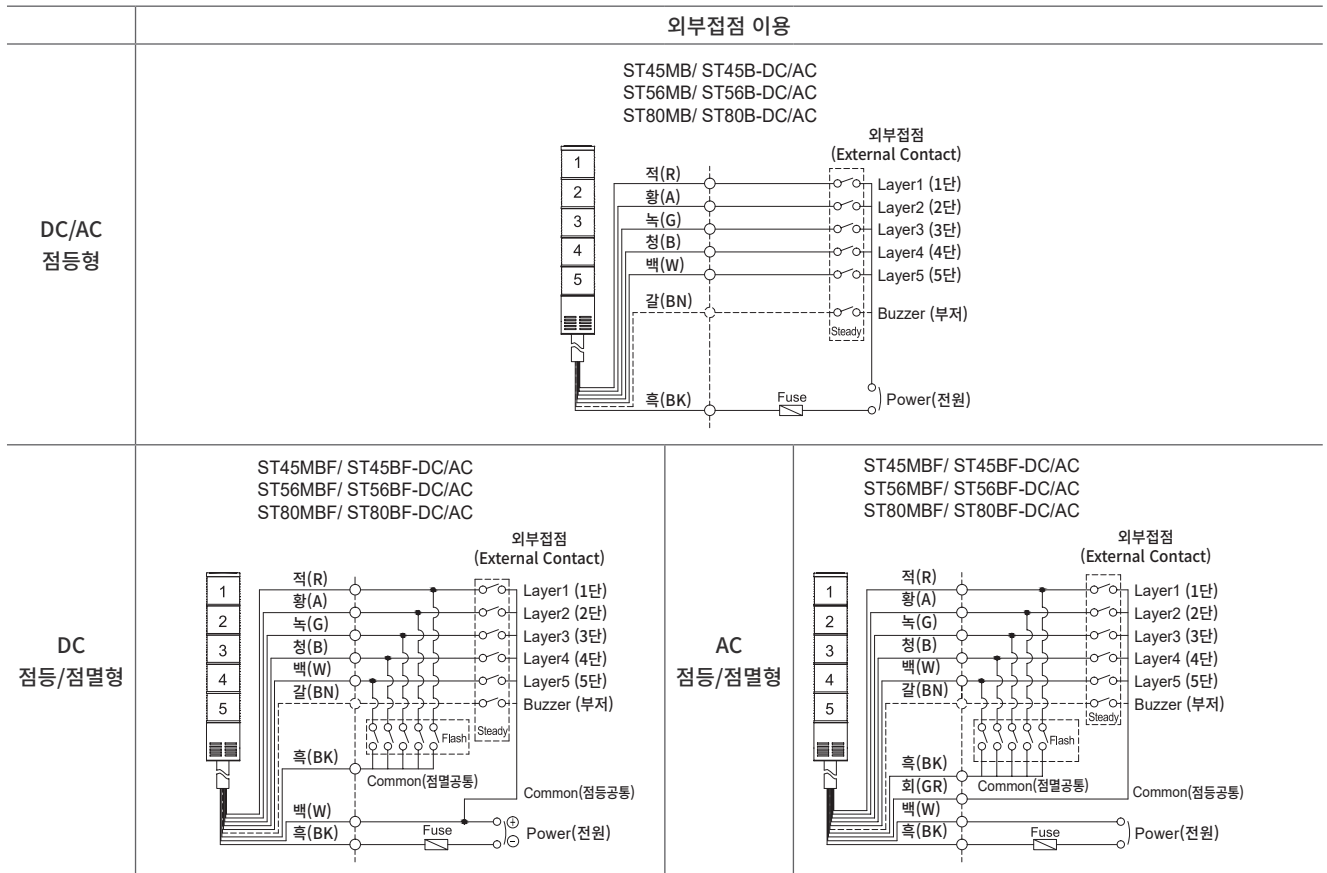 외부접점 이용
DC/AC
점등형
ST45MB/ ST45B-DC/AC
ST56MB/ ST56B-DC/AC
ST80MB/ ST80B-DC/AC
외부접점
(External Contact)
1
2
3
4
5
적(R)
황(A)
녹(G)
청(B)
백(W)
갈(BN)
흑(BK)
Layer1 (1단)
Layer2 (2단)
Layer3 (3단)
Layer4 (4단)
Layer5 (5단)
Buzzer (부저)
Steady
Fuse
Power(전원)
DC
점등/점멸형
ST45MBF/ ST45BF-DC/AC
ST56MBF/ ST56BF-DC/AC
ST80MBF/ ST80BF-DC/AC
외부접점
(External Contact)
1
2
3
4
5
적(R)
황(A)
녹(G)
청(B)
백(W)
갈(BN)
Layer1 (1단)
Layer2 (2단)
Layer3 (3단)
Layer4 (4단)
Layer5 (5단)
Buzzer (부저)
Flash
Steady
흑(BK)
Common(점멸공통)
Common(점등공통)
백(W)
흑(BK)
Fuse
Power(전원)
AC
점등/점멸형
ST45MBF/ ST45BF-DC/AC
ST56MBF/ ST56BF-DC/AC
ST80MBF/ ST80BF-DC/AC
외부접점
(External Contact)
1
2
3
4
5
적(R)
황(A)
녹(G)
청(B)
백(W)
갈(BN)
Layer1 (1단)
Layer2 (2단)
Layer3 (3단)
Layer4 (4단)
Layer5 (5단)
Buzzer (부저)
Steady
Flash
흑(BK)
회(GR)
Common(점멸공통)
Common(점등공통)
백(W)
흑(BK)
Fuse
Power(전원)